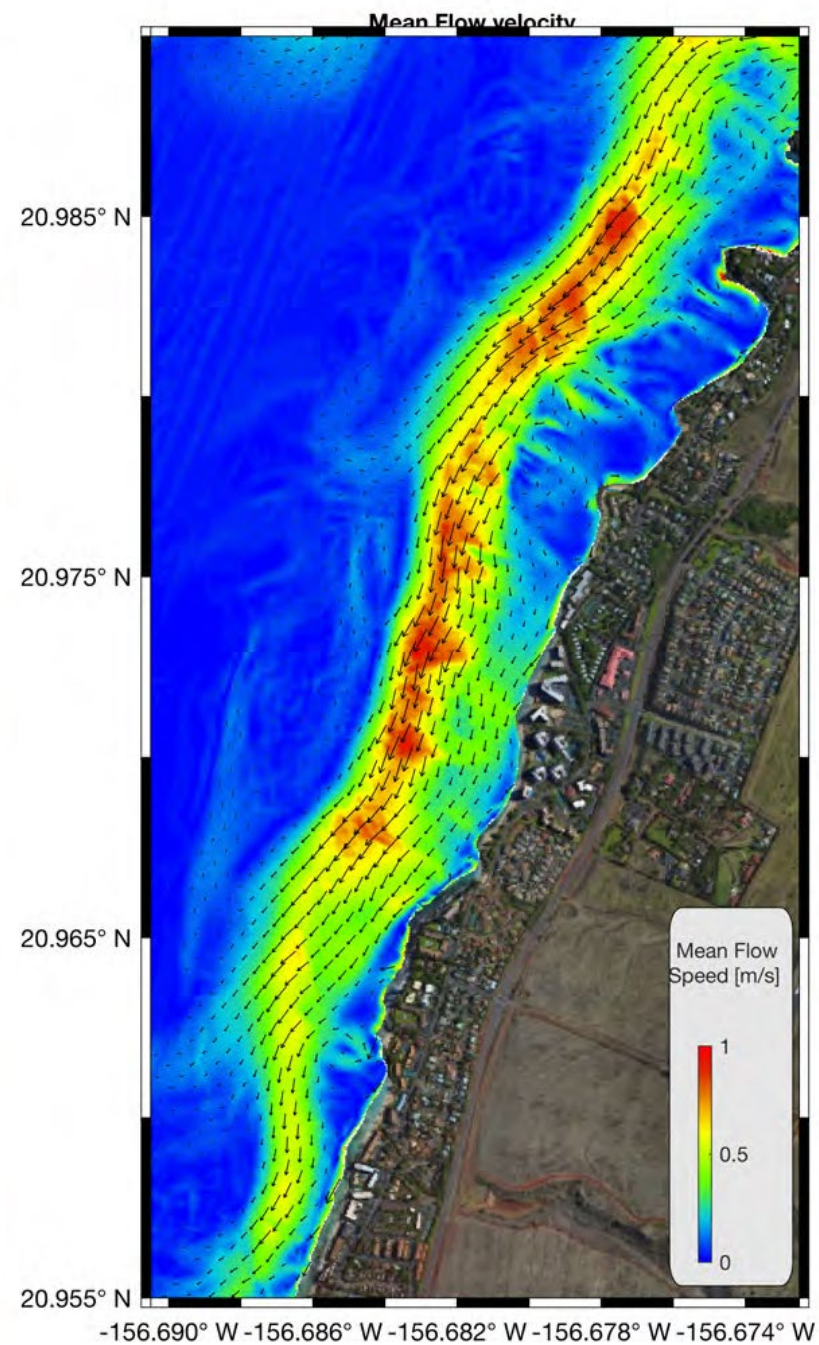 Mean Flow velocity
20.985° N
20.975° N
20.965° N
20.955° N
Mean Flow
Speed [m/s]
1
0.5
0
-156.690° W -156.686° W -156.682° W -156.678° W -156.674° W